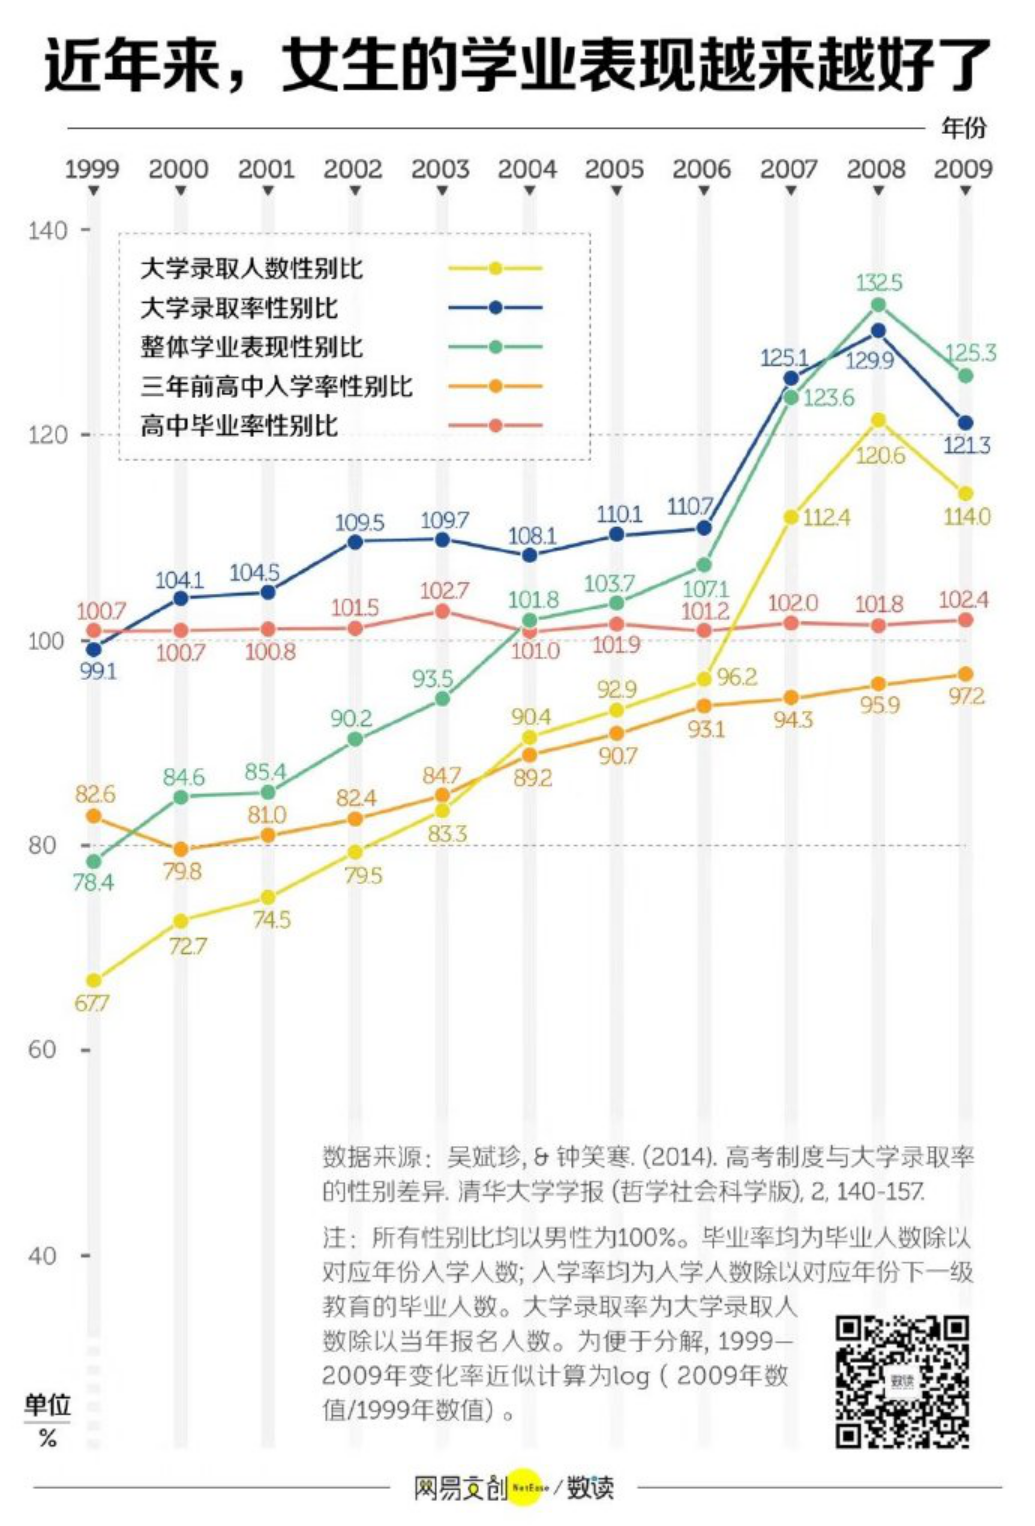 近年来，女生的学业表现越来越好了
年份
1999 2000 2001 2002 2003 2004 2005 2006 2007 2008 2009
140
大学录取人数性别比
大学录取率性别比
整体学业表现性别比
三年前高中入学率性别比
高中毕业率性别比
120
100
80
60
40
67.7 72.7 74.5 79.5 83.3 90.4 92.9 96.2 112.4 120.6 114.0
99.1 104.1 104.5 109.5 109.7 108.1 110.1 110.7 125.1 129.9 121.3
78.4 84.6 85.4 90.2 93.5 101.8 103.7 107.1 123.6 132.5 125.3
82.6 79.8 81.0 82.4 84.7 89.2 90.7 93.1 94.3 95.9 97.2
100.7 100.7 100.8 101.5 102.7 101.0 101.9 101.2 102.0 101.8 102.4
数据来源：吴斌珍, & 钟笑寒. (2014). 高考制度与大学录取率
的性别差异. 清华大学学报 (哲学社会科学版), 2, 140-157.
注：所有性别比均以男性为100%。毕业率均为毕业人数除以
对应年份入学人数; 入学率均为入学人数除以对应年份下一级
教育的毕业人数。大学录取率为大学录取人
数除以当年报名人数。为便于分解, 1999—
2009年变化率近似计算为log（2009年数
值/1999年数值）。
单位
%
数读
网易文创 NetEase / 数读